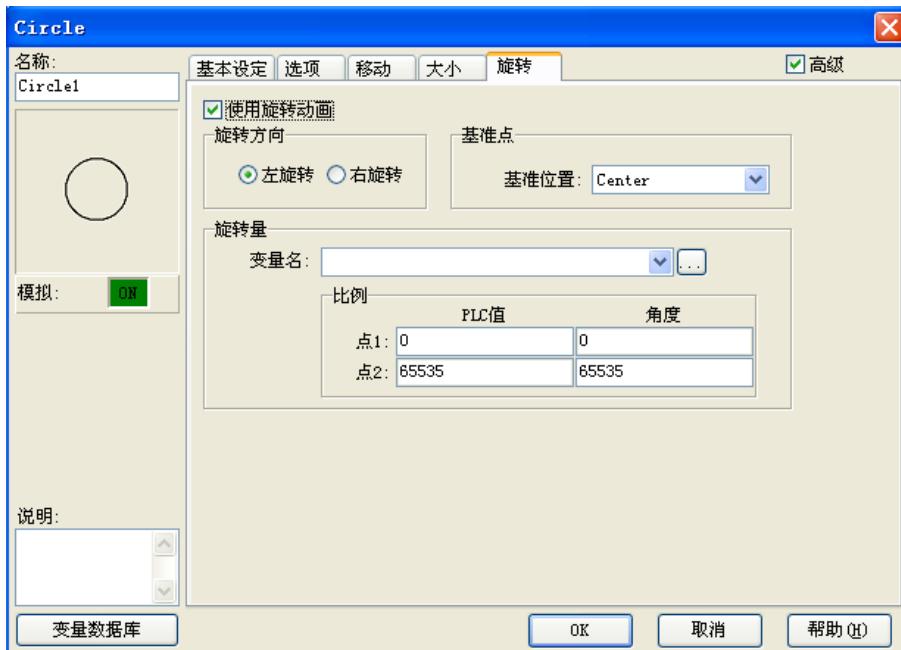 Circle
名称:
Circle1
基本设定 选项 移动 大小 旋转 高级
使用旋转动画
旋转方向 基准点
左旋转 右旋转 基准位置: Center
旋转量
变量名: ...
模拟: ON
比例
PLC值 角度
点1: 0 0
点2: 65535 65535
说明:
变量数据库 OK 取消 帮助(H)